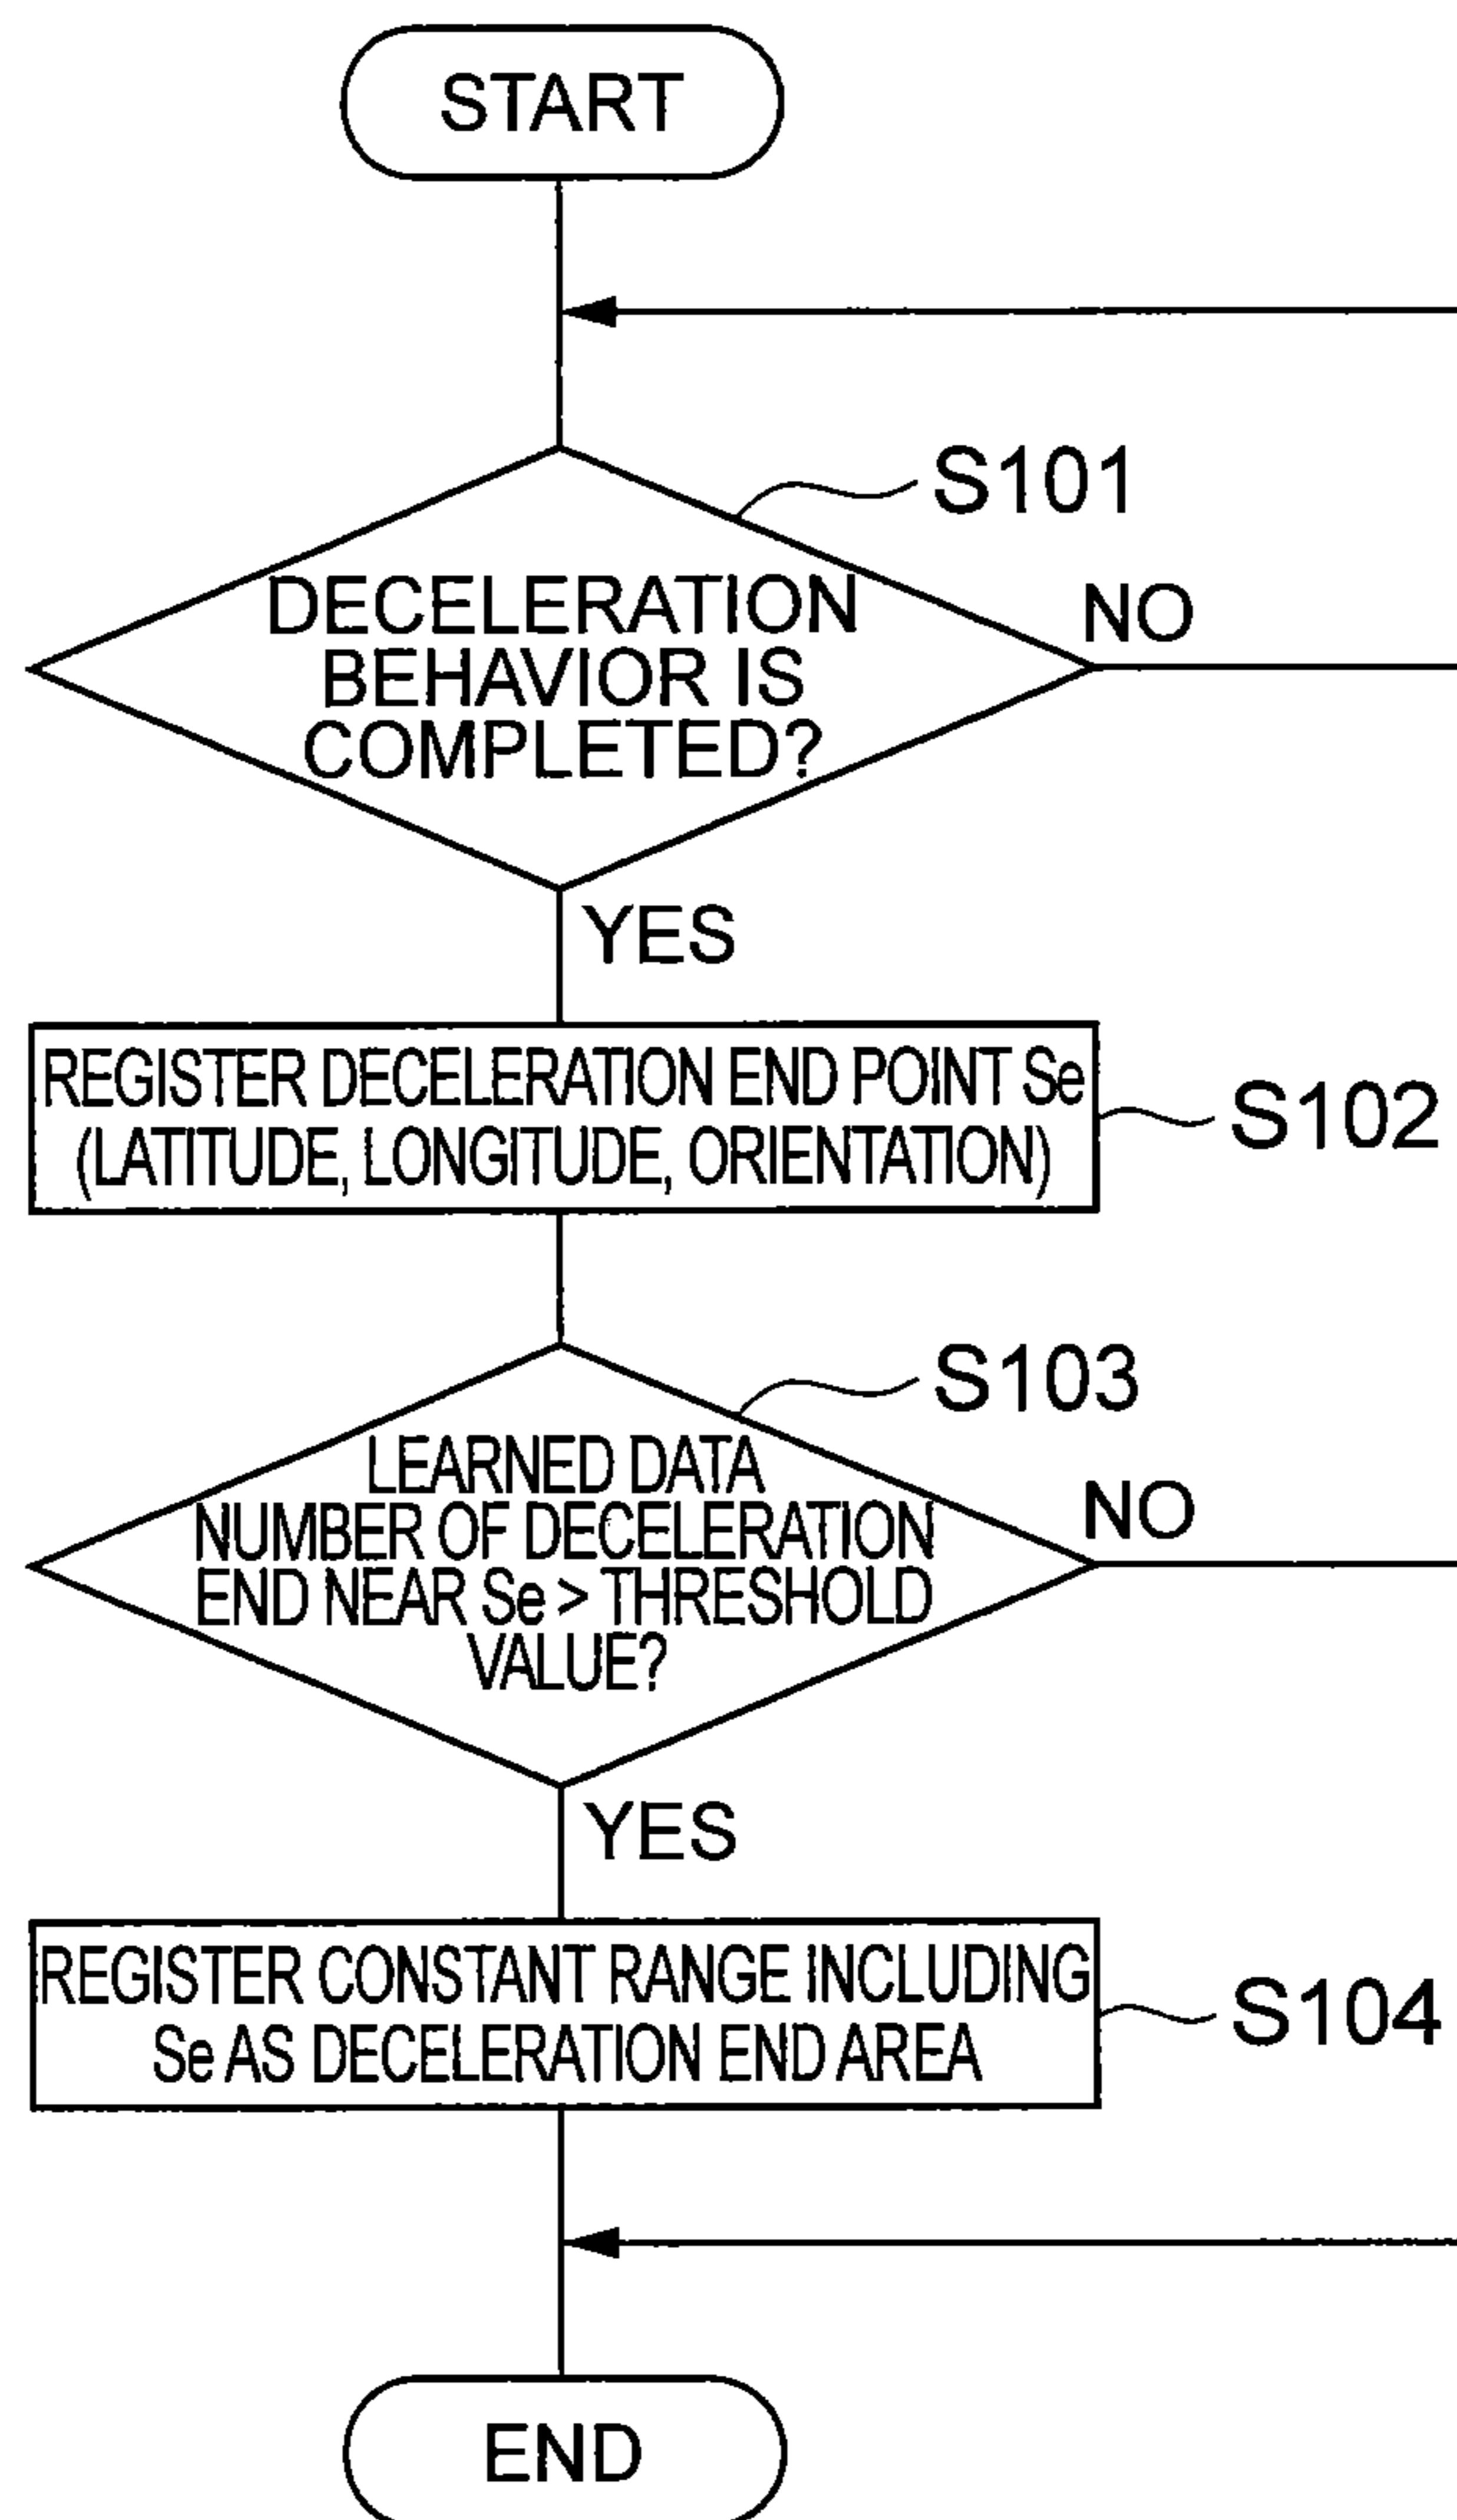 START
S101
DECELERATION
BEHAVIOR IS
COMPLETED?
NO
YES
REGISTER DECELERATION END POINT Se
(LATITUDE, LONGITUDE, ORIENTATION)
S102
S103
LEARNED DATA
NUMBER OF DECELERATION
END NEAR Se > THRESHOLD
VALUE?
NO
YES
REGISTER CONSTANT RANGE INCLUDING
Se AS DECELERATION END AREA
S104
END